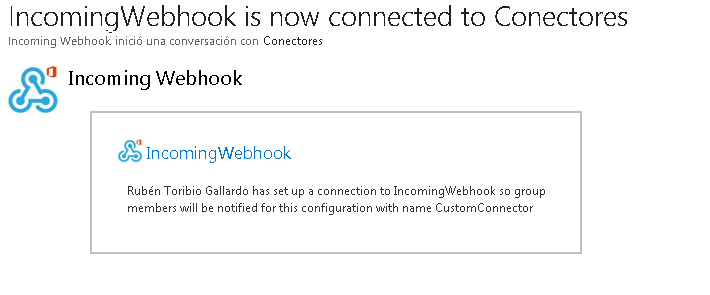 IncomingWebhook is now connected to Conectores
Incoming Webhook inició una conversación con Conectores
Incoming Webhook
IncomingWebhook
Rubén Toribio Gallardo has set up a connection to IncomingWebhook so group
members will be notified for this configuration with name CustomConnector